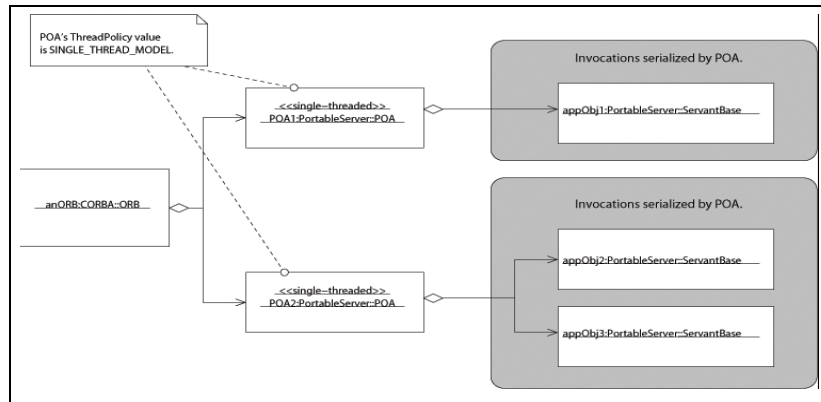 POA's ThreadPolicy value
is SINGLE_THREAD_MODEL.
Invocations serialized by POA.
<<single-threaded>>
POA1:PortableServer::POA
appObj1:PortableServer::ServantBase
anORB:CORBA::ORB
Invocations serialized by POA.
appObj2:PortableServer::ServantBase
<<single-threaded>>
POA2:PortableServer::POA
appObj3:PortableServer::ServantBase